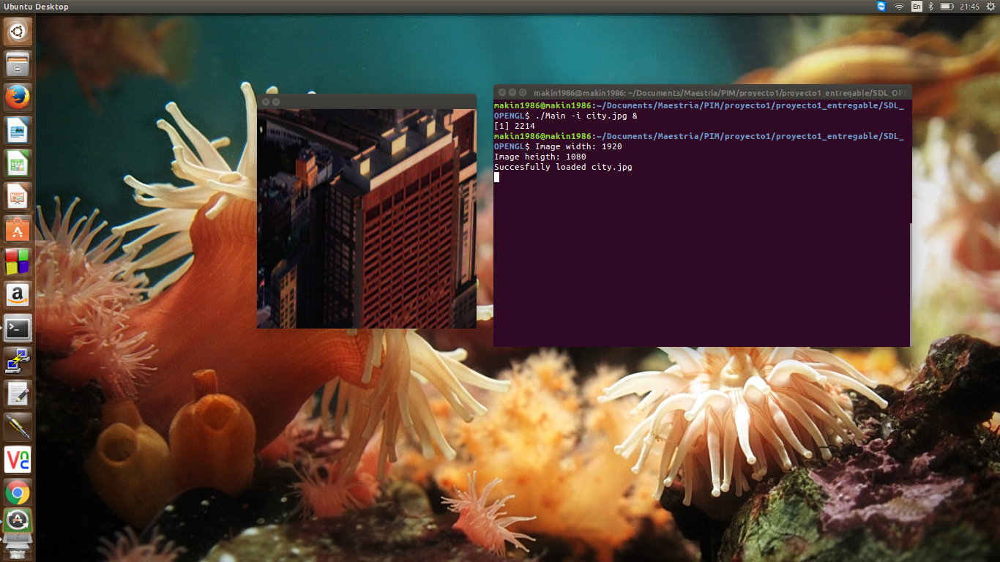 Ubuntu Desktop
En
21:45
makin1986@makin1986: ~/Documents/Maestria/PIM/proyecto1/proyecto1_entregable/SDL_OP
makin1986@makin1986:~/Documents/Maestria/PIM/proyecto1/proyecto1_entregable/SDL_
OPENGL$ ./Main -i city.jpg &
[1] 2214
makin1986@makin1986:~/Documents/Maestria/PIM/proyecto1/proyecto1_entregable/SDL_
OPENGL$ Image width: 1920
Image heigth: 1080
Succesfully loaded city.jpg
a
>_
VNC